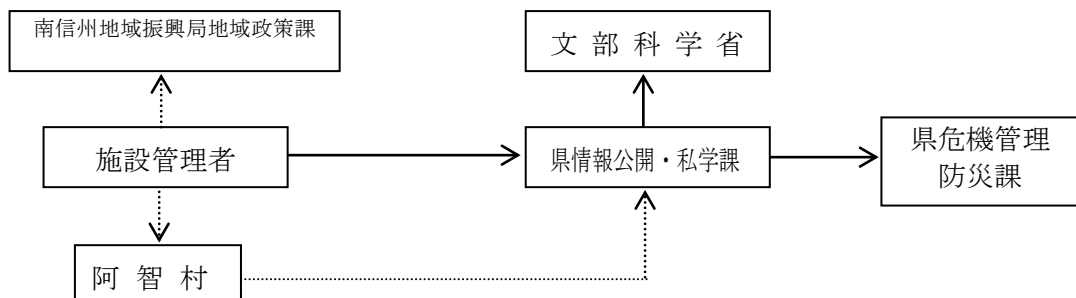 南信州地域振興局地域政策課
文部科学省
施設管理者
県情報公開・私学課
県危機管理
防災課
阿智村